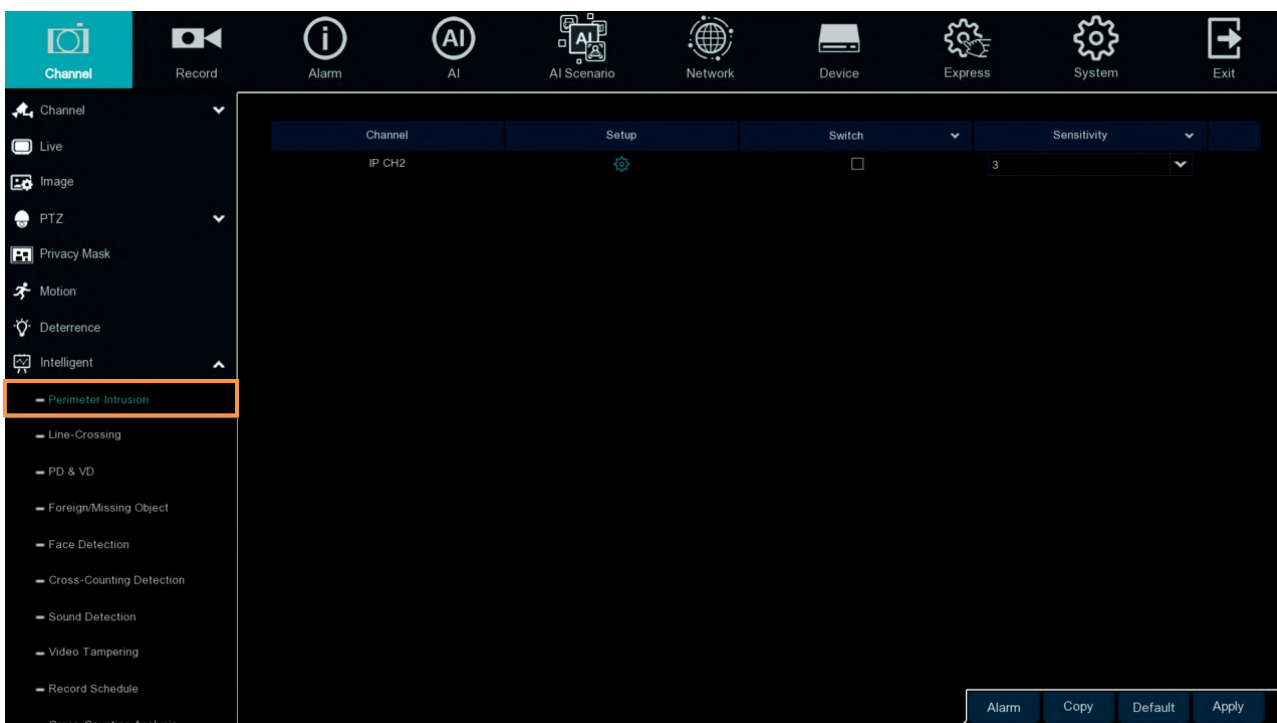 Channel Record Alarm AI AI Scenario Network Device Express System Exit
Channel
Live
Image
PTZ
Privacy Mask
Motion
Deterrence
Intelligent
Perimeter Intrusion
Line-Crossing
PD & VD
Foreign/Missing Object
Face Detection
Cross-Counting Detection
Sound Detection
Video Tampering
Record Schedule
Channel Setup Switch Sensitivity
IP CH2 3
Alarm Copy Default Apply